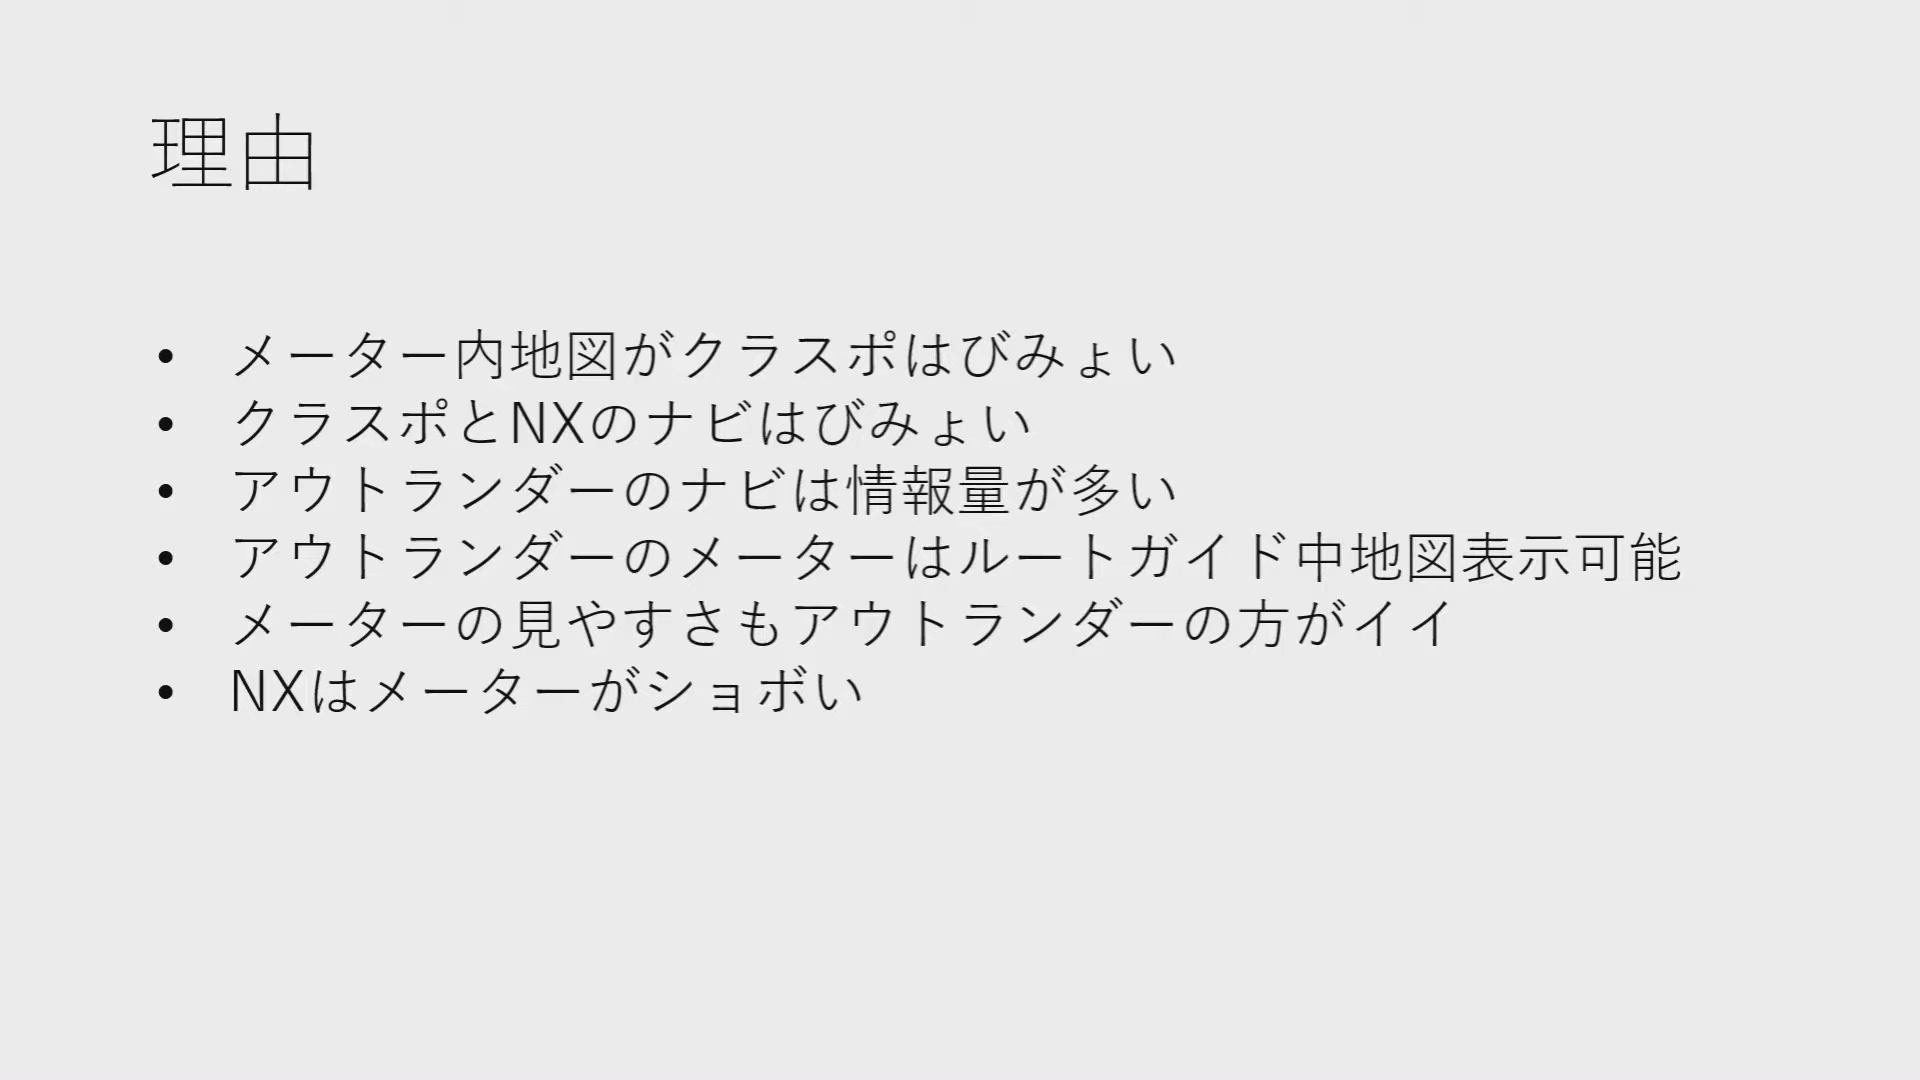 理由
• メーター内地図がクラスポはびみょい
• クラスポとNXのナビはびみょい
• アウトランダーのナビは情報量が多い
• アウトランダーのメーターはルートガイド中地図表示可能
• メーターの見やすさもアウトランダーの方がイイ
• NXはメーターがショボい